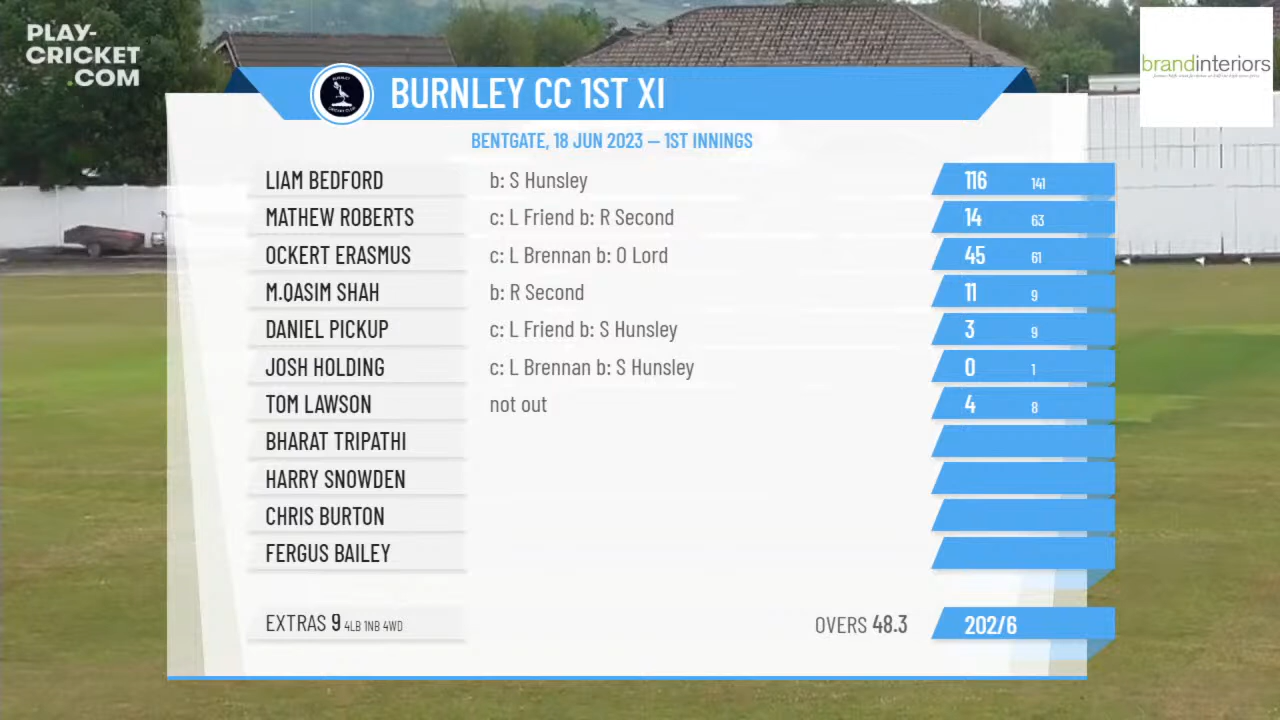 PLAY-
CRICKET
.COM
brandinteriors
BURNLEY CC 1ST XI
BENTGATE, 18 JUN 2023 – 1ST INNINGS
LIAM BEDFORD b: S Hunsley 116 141
MATHEW ROBERTS c: L Friend b: R Second 14 63
OCKERT ERASMUS c: L Brennan b: O Lord 45 61
M.QASIM SHAH b: R Second 11 9
DANIEL PICKUP c: L Friend b: S Hunsley 3 9
JOSH HOLDING c: L Brennan b: S Hunsley 0 1
TOM LAWSON not out 4 8
BHARAT TRIPATHI
HARRY SNOWDEN
CHRIS BURTON
FERGUS BAILEY
EXTRAS 9 4LB 1NB 4WD OVERS 48.3 202/6